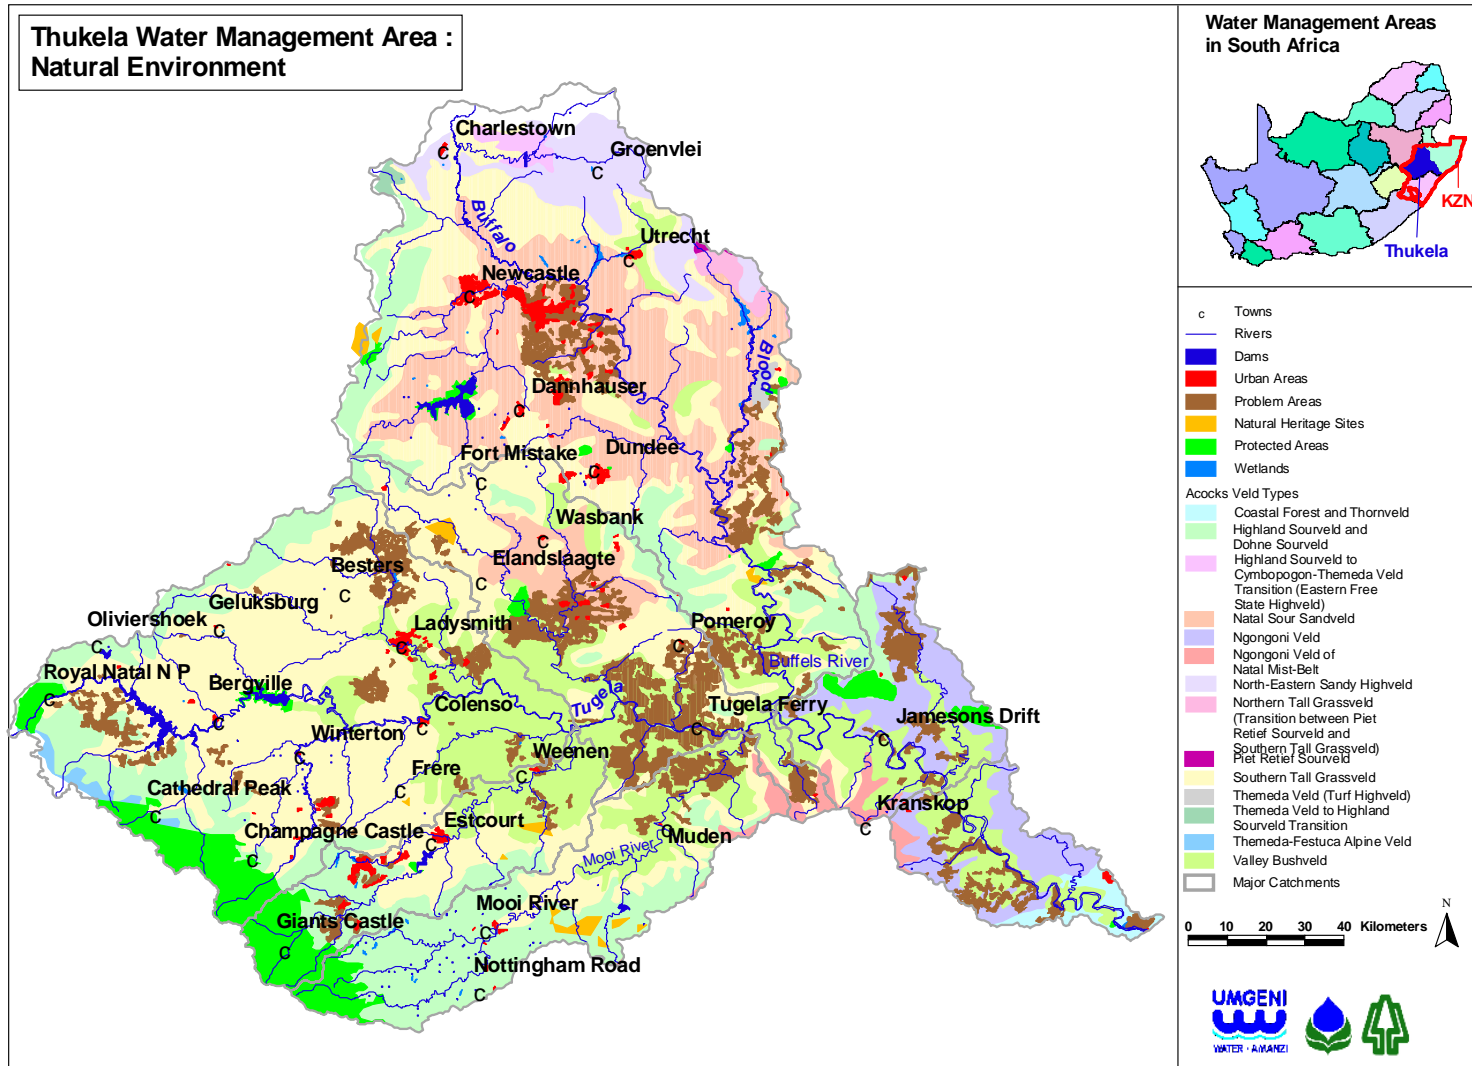 Thukela Water Management Area :
Natural Environment
Charlestown
Groenvlei
Buffalo
Utrecht
Newcastle
Blood
Dannhauser
Fort Mistake
Dundee
Wasbank
Elandslaagte
Besters
Geluksburg
Oliviershoek
Ladysmith
Pomeroy
Buffels River
Royal Natal N P
Bergville
Colenso
Tugela
Tugela Ferry
Jamesons Drift
Winterton
Weenen
Frere
Cathedral Peak
Kranskop
Champagne Castle
Estcourt
Muden
Mooi River
Giants Castle
Mooi River
Nottingham Road
Water Management Areas
in South Africa
KZN
Thukela
c Towns
Rivers
Dams
Urban Areas
Problem Areas
Natural Heritage Sites
Protected Areas
Wetlands
Acocks Veld Types
Coastal Forest and Thornveld
Highland Sourveld and
Dohne Sourveld
Highland Sourveld to
Cymbopogon-Themeda Veld
Transition (Eastern Free
State Highveld)
Natal Sour Sandveld
Ngongoni Veld
Ngongoni Veld of
Natal Mist-Belt
North-Eastern Sandy Highveld
Northern Tall Grassveld
(Transition between Piet
Retief Sourveld and
Southern Tall Grassveld)
Piet Retief Sourveld
Southern Tall Grassveld
Themeda Veld (Turf Highveld)
Themeda Veld to Highland
Sourveld Transition
Themeda-Festuca Alpine Veld
Valley Bushveld
Major Catchments
0 10 20 30 40 Kilometers
N
UMGENI
WATER · AMANZI